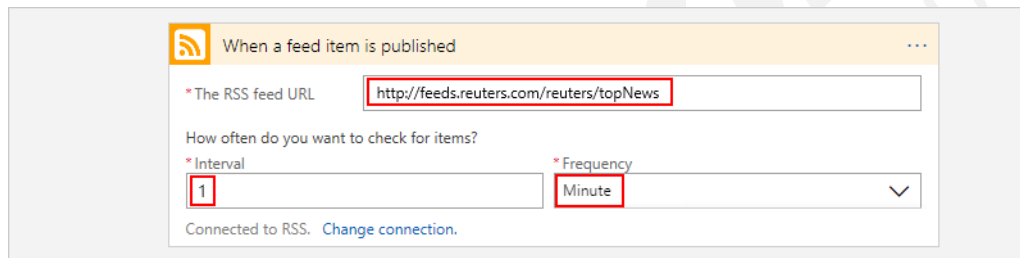 When a feed item is published
* The RSS feed URL http://feeds.reuters.com/reuters/topNews
How often do you want to check for items?
* Interval * Frequency
1 Minute
Connected to RSS. Change connection.